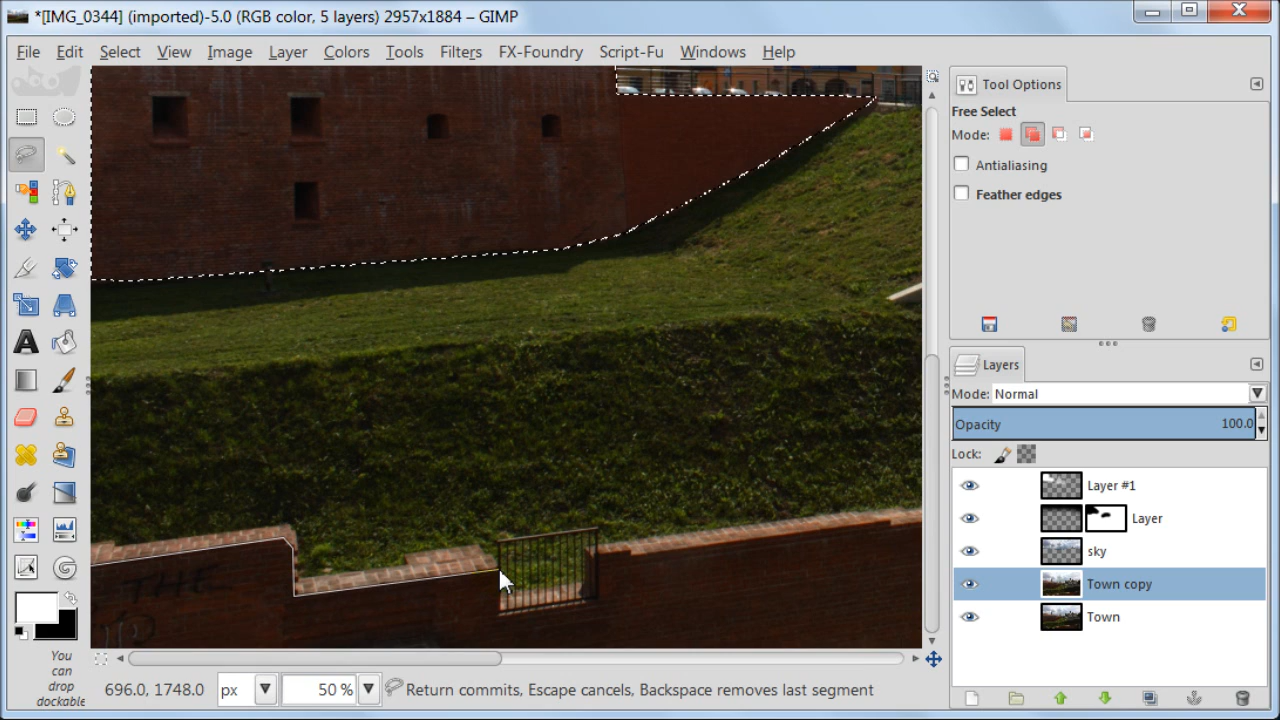 *[IMG_0344] (imported)-5.0 (RGB color, 5 layers) 2957x1884 – GIMP
File Edit Select View Image Layer Colors Tools Filters FX-Foundry Script-Fu Windows Help
Tool Options
Free Select
Mode:
Antialiasing
Feather edges
Layers
Mode: Normal
Opacity 100.0
Lock:
Layer #1
Layer
sky
Town copy
Town
You
can
drop
dockable
THE
696.0, 1748.0 px 50 % Return commits, Escape cancels, Backspace removes last segment